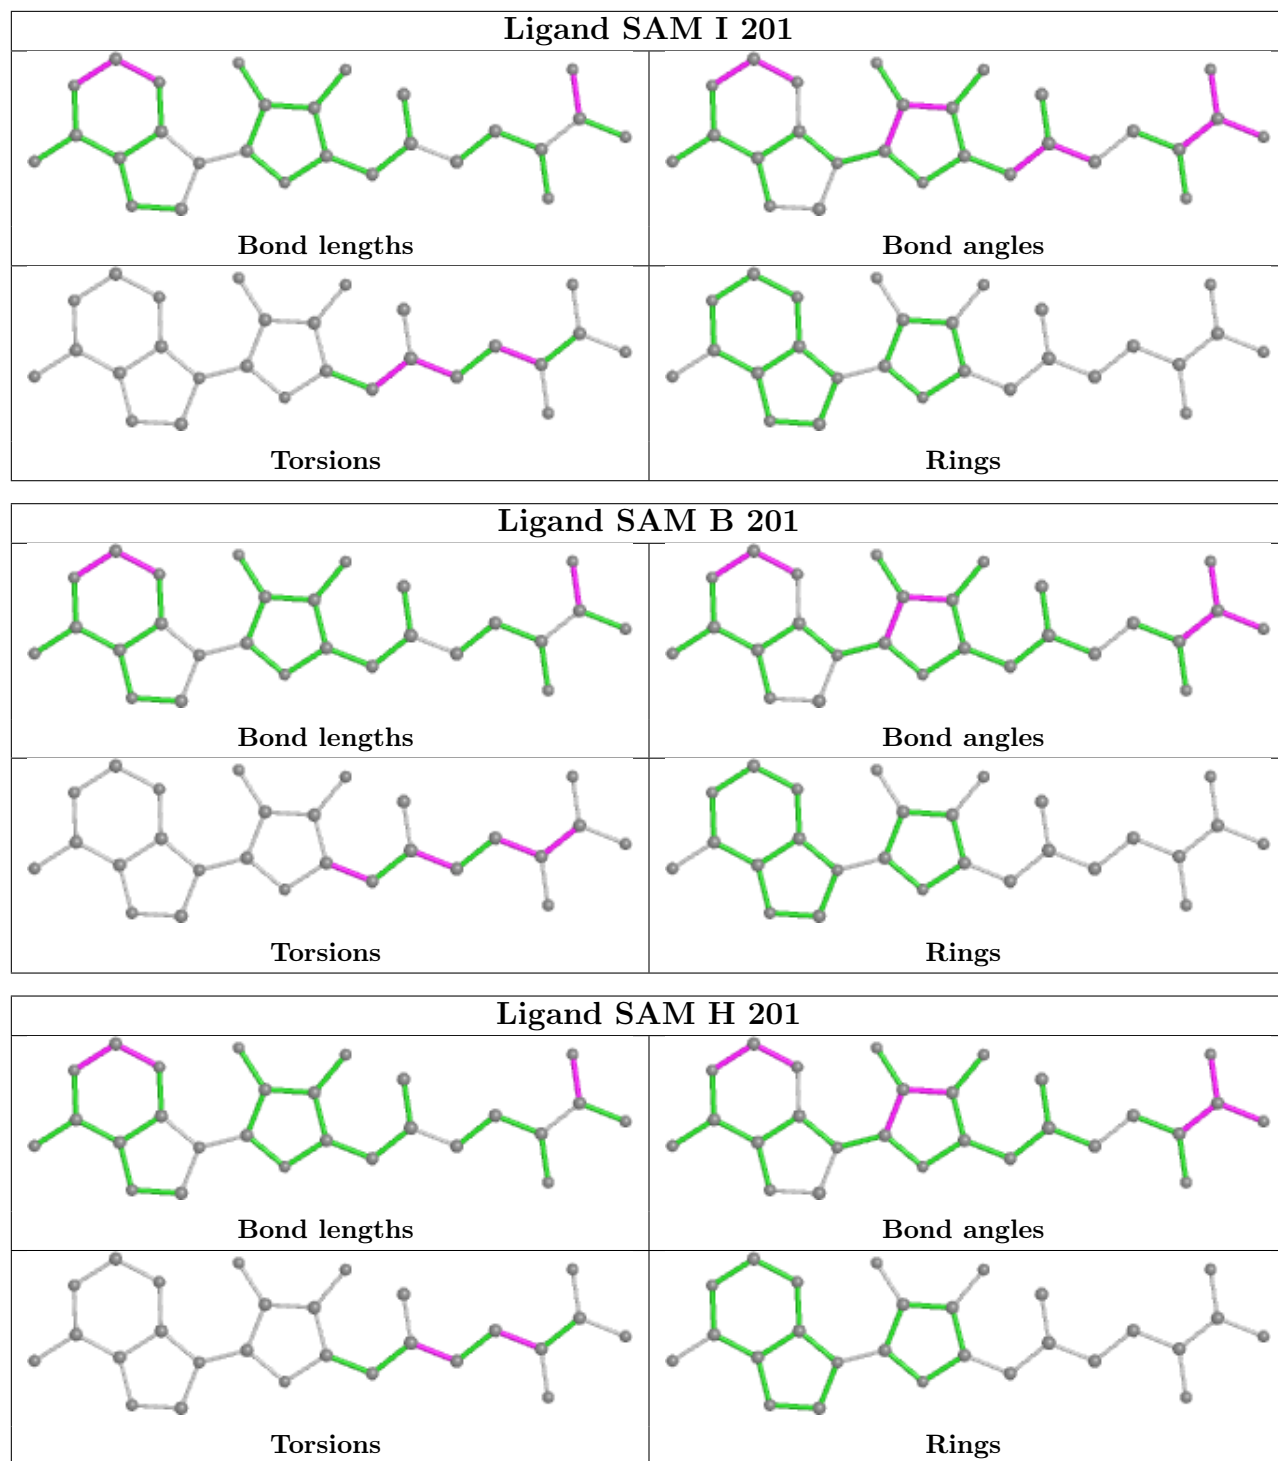 Ligand SAM I 201
Bond lengths
Bond angles
Torsions
Rings
Ligand SAM B 201
Bond lengths
Bond angles
Torsions
Rings
Ligand SAM H 201
Bond lengths
Bond angles
Torsions
Rings